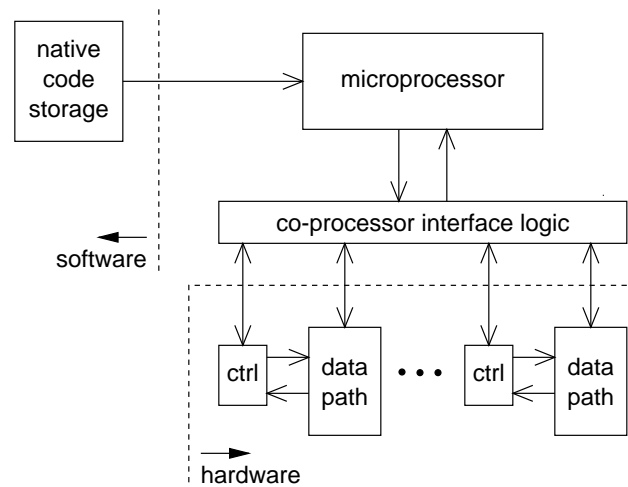 native
code
storage
microprocessor
co-processor interface logic
software
ctrl
data
path
ctrl
data
path
hardware